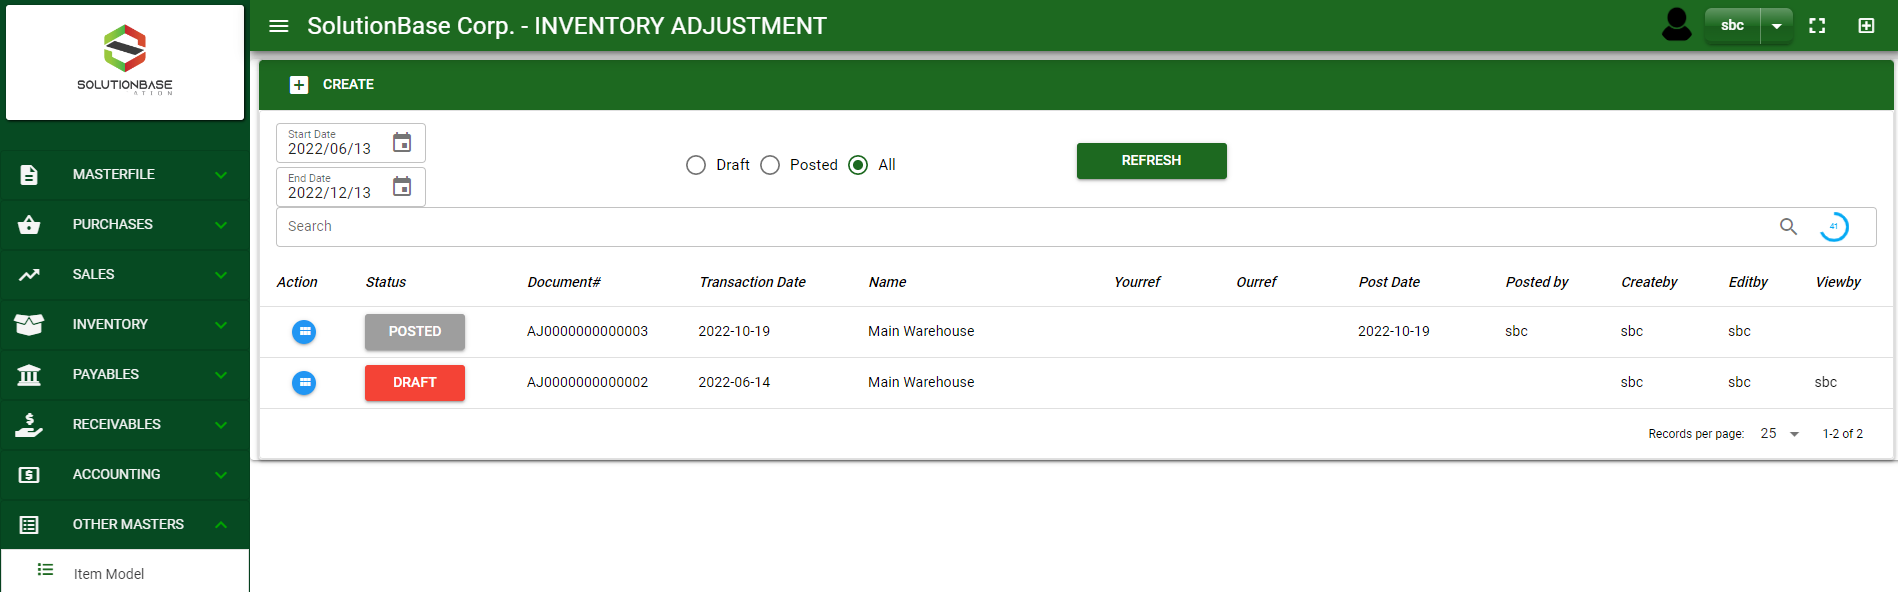 SOLUTIONBASE
ATION
MASTERFILE
PURCHASES
SALES
INVENTORY
PAYABLES
RECEIVABLES
ACCOUNTING
OTHER MASTERS
Item Model
SolutionBase Corp. - INVENTORY ADJUSTMENT
sbc
CREATE
Start Date
2022/06/13
End Date
2022/12/13
Draft Posted All
REFRESH
Search
41
Action Status Document# Transaction Date Name Yourref Ourref Post Date Posted by Createby Editby Viewby
POSTED AJ0000000000003 2022-10-19 Main Warehouse 2022-10-19 sbc sbc sbc
DRAFT AJ0000000000002 2022-06-14 Main Warehouse sbc sbc sbc
Records per page: 25 1-2 of 2